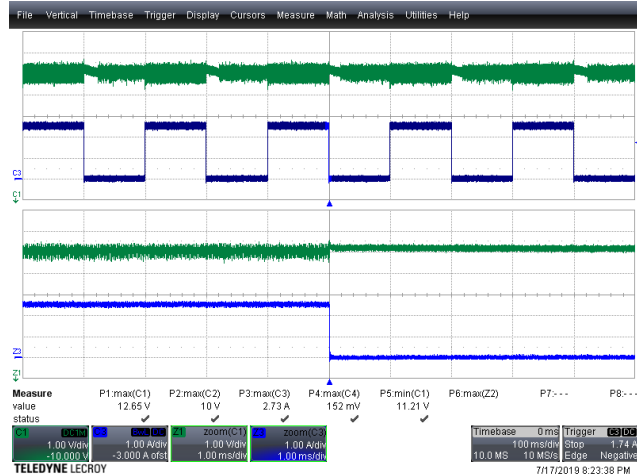 File Vertical Timebase Trigger Display Cursors Measure Math Analysis Utilities Help
C3
C1
Z3
Z1
Measure P1:max(C1) P2:max(C2) P3:max(C3) P4:max(C4) P5:min(C1) P6:max(Z2) P7:- - - P8:- - -
value 12.65 V 10 V 2.73 A 152 mV 11.21 V
status
C1 DC1M Z1 zoom(C1) zoom(C3) Timebase 0 ms Trigger C3 DC
1.00 V/div 1.00 A/div 1.00 V/div 1.00 A/div 100 ms/div Stop 1.74 A
-10.000 V -3.000 A ofst 1.00 ms/div 1.00 ms/div 10.0 MS 10 MS/s Edge Negative
TELEDYNE LECROY 7/17/2019 8:23:38 PM